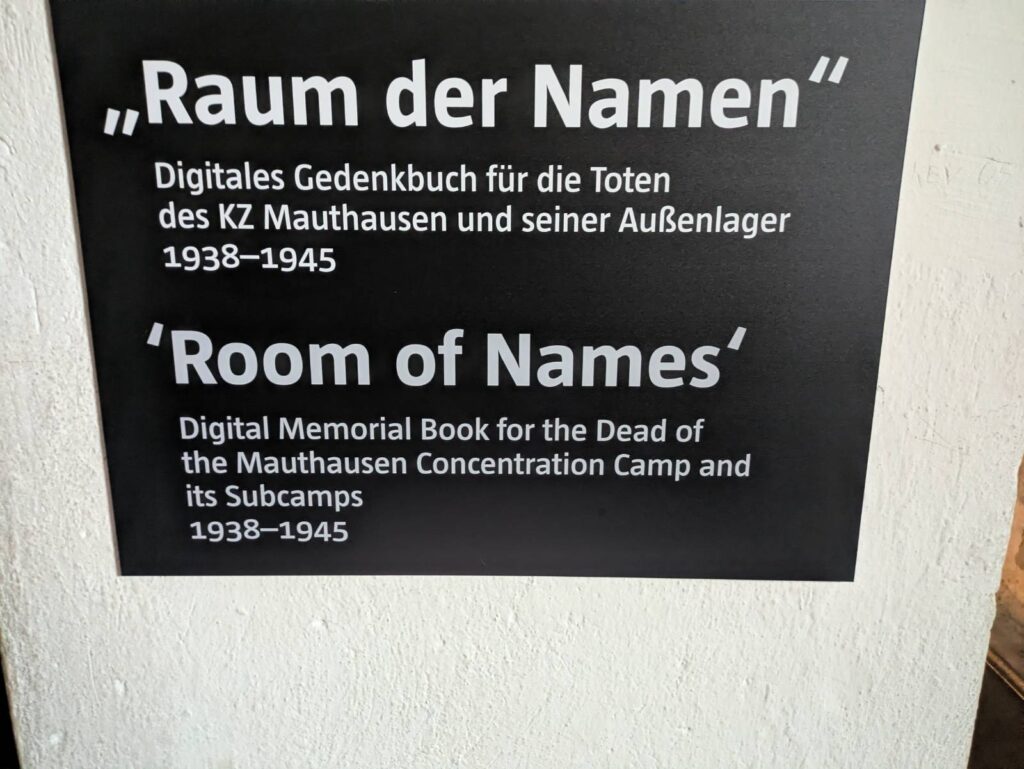 „Raum der Namen“
Digitales Gedenkbuch für die Toten
des KZ Mauthausen und seiner Außenlager
1938–1945
‘Room of Names’
Digital Memorial Book for the Dead of
the Mauthausen Concentration Camp and
its Subcamps
1938–1945